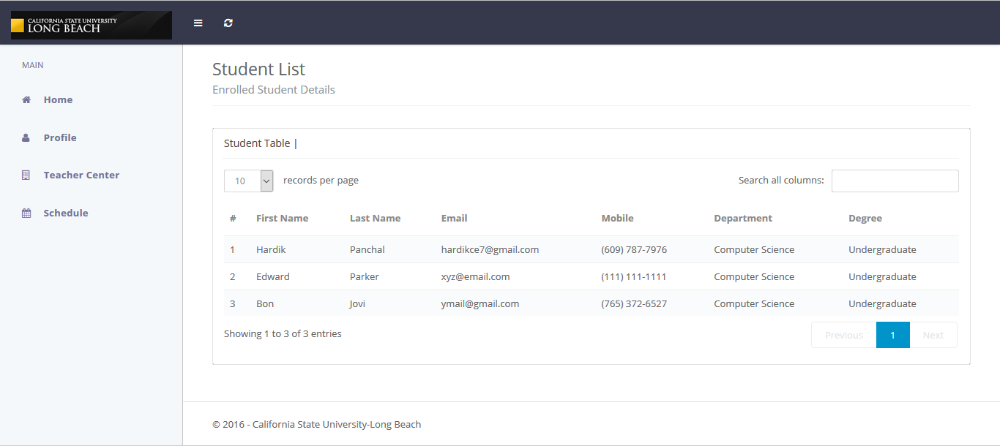 CALIFORNIA STATE UNIVERSITY
LONG BEACH
MAIN
Home
Profile
Teacher Center
Schedule
Student List
Enrolled Student Details
Student Table |
10 records per page Search all columns:
# First Name Last Name Email Mobile Department Degree
1 Hardik Panchal hardikce7@gmail.com (609) 787-7976 Computer Science Undergraduate
2 Edward Parker xyz@email.com (111) 111-1111 Computer Science Undergraduate
3 Bon Jovi ymail@gmail.com (765) 372-6527 Computer Science Undergraduate
Showing 1 to 3 of 3 entries Previous 1 Next
© 2016 - California State University-Long Beach